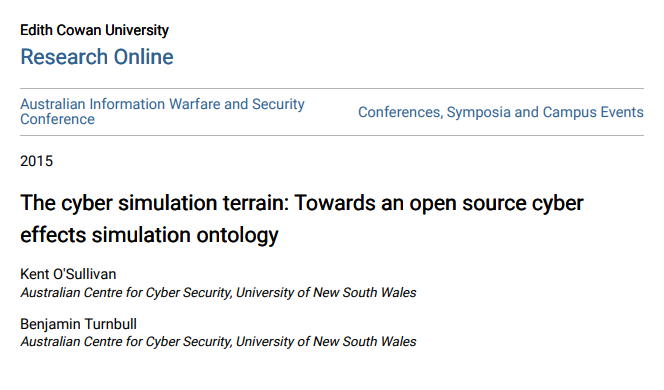 Edith Cowan University
Research Online
Australian Information Warfare and Security
Conference
Conferences, Symposia and Campus Events
2015
The cyber simulation terrain: Towards an open source cyber
effects simulation ontology
Kent O'Sullivan
Australian Centre for Cyber Security, University of New South Wales
Benjamin Turnbull
Australian Centre for Cyber Security, University of New South Wales